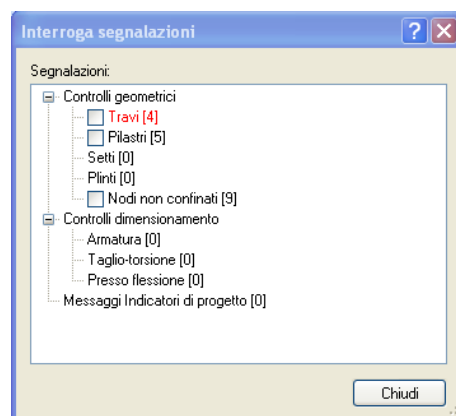 Interroga segnalazioni
Segnalazioni:
Controlli geometrici
Travi [4]
Pilastri [5]
Setti [0]
Plinti [0]
Nodi non confinati [9]
Controlli dimensionamento
Armatura [0]
Taglio-torsione [0]
Presso flessione [0]
Messaggi Indicatori di progetto [0]
Chiudi